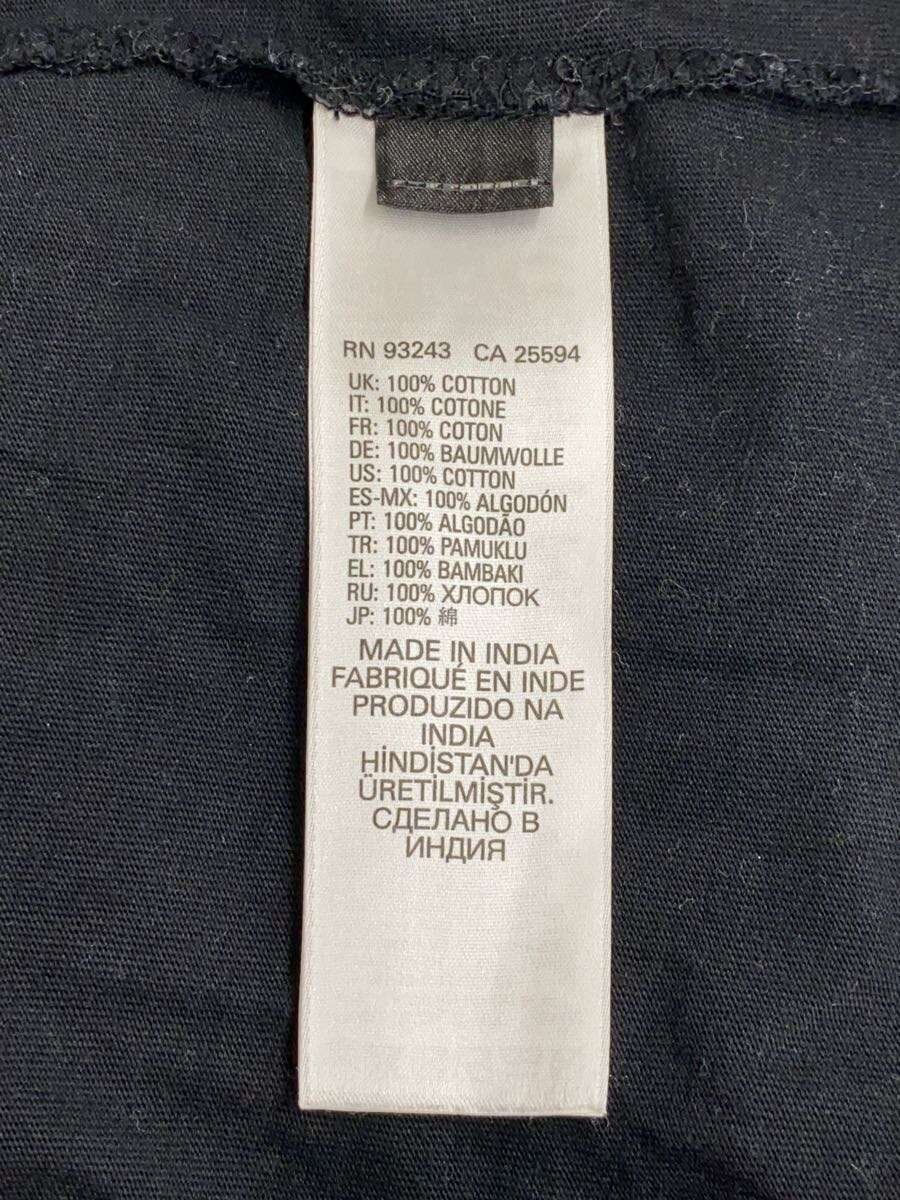 RN 93243 CA 25594
UK: 100% COTTON
IT: 100% COTONE
FR: 100% COTON
DE: 100% BAUMWOLLE
US: 100% COTTON
ES-MX: 100% ALGODÓN
PT: 100% ALGODÃO
TR: 100% PAMUKLU
EL: 100% BAMBAKI
RU: 100% ХЛОПОК
JP: 100% 綿
MADE IN INDIA
FABRIQUÉ EN INDE
PRODUZIDO NA
INDIA
HİNDİSTAN'DA
ÜRETİLMİŞTİR.
СДЕЛАНО В
ИНДИЯ